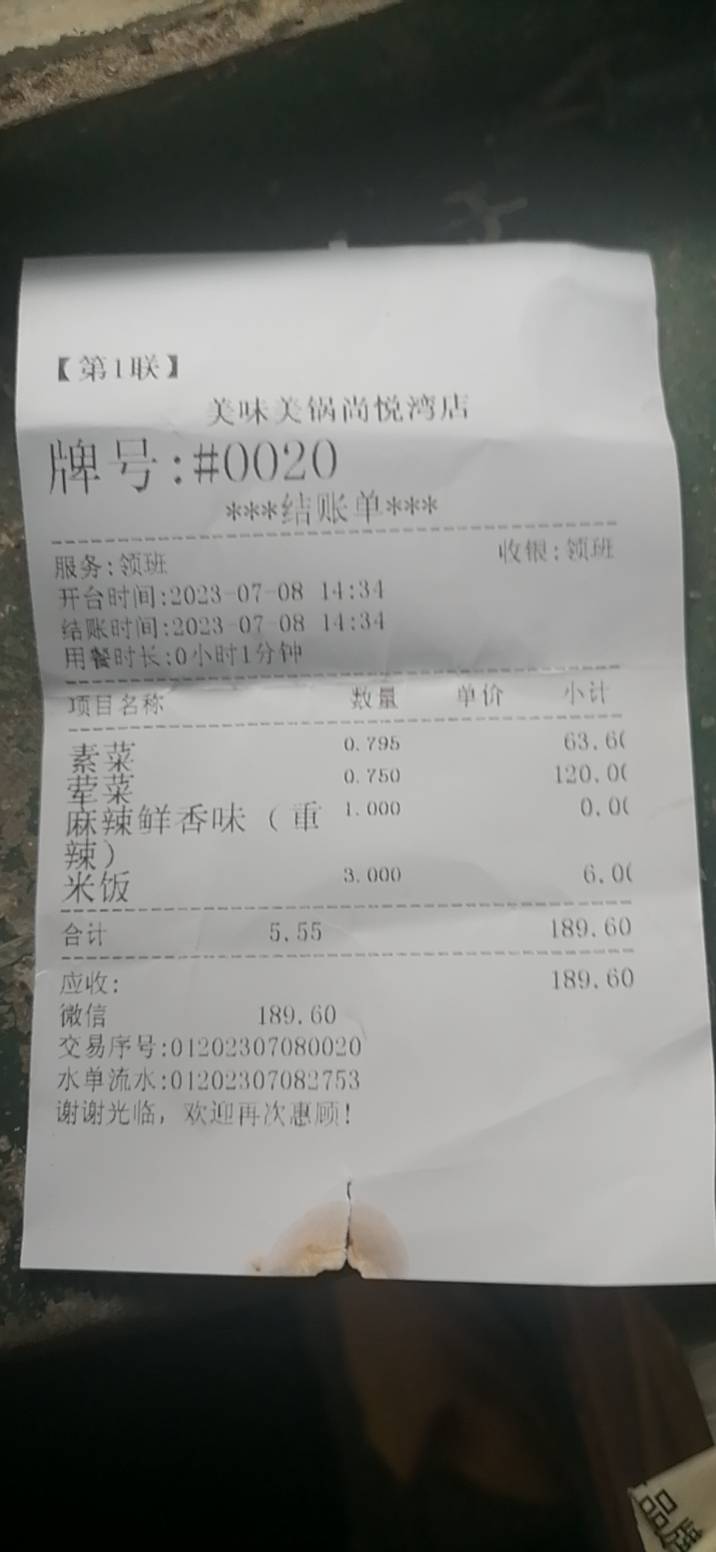 【第1联】
美味美锅尚悦湾店
牌号:#0020
***结账单***
服务:领班 收银:领班
开台时间:2023-07-08 14:34
结账时间:2023-07-08 14:34
用餐时长:0小时1分钟
项目名称 数量 单价 小计
素菜 0.795 63.60
荤菜 0.750 120.00
麻辣鲜香味（重 1.000 0.00
辣）
米饭 3.000 6.00
合计 5.55 189.60
应收: 189.60
微信 189.60
交易序号:01202307080020
水单流水:01202307082753
谢谢光临, 欢迎再次惠顾!
品牌